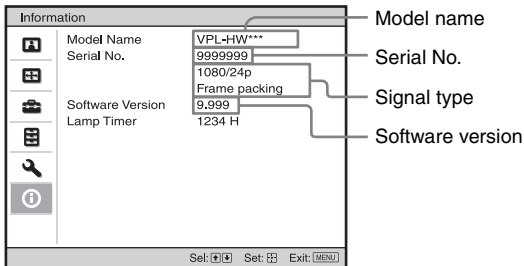 Information
Model Name VPL-HW***
Serial No. 9999999
1080/24p
Frame packing
Software Version 9.999
Lamp Timer 1234 H
Sel: Set: Exit: MENU
Model name
Serial No.
Signal type
Software version